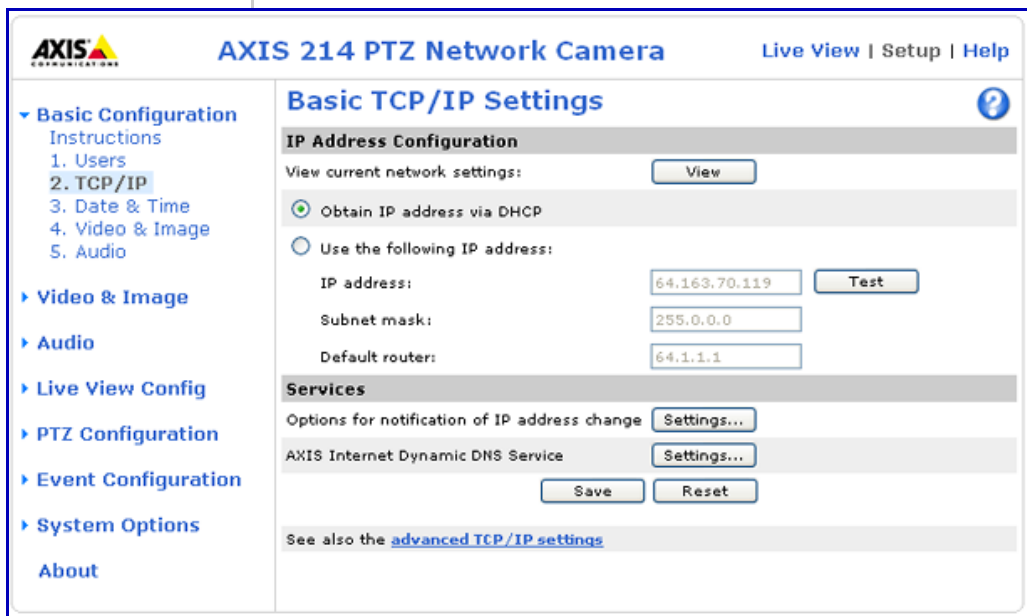 AXIS
COMMUNICATIONS
AXIS 214 PTZ Network Camera
Live View | Setup | Help
Basic Configuration
Instructions
1. Users
2. TCP/IP
3. Date & Time
4. Video & Image
5. Audio
Video & Image
Audio
Live View Config
PTZ Configuration
Event Configuration
System Options
About
Basic TCP/IP Settings
?
IP Address Configuration
View current network settings: View
Obtain IP address via DHCP
Use the following IP address:
IP address: 64.163.70.119 Test
Subnet mask: 255.0.0.0
Default router: 64.1.1.1
Services
Options for notification of IP address change Settings...
AXIS Internet Dynamic DNS Service Settings...
Save Reset
See also the advanced TCP/IP settings